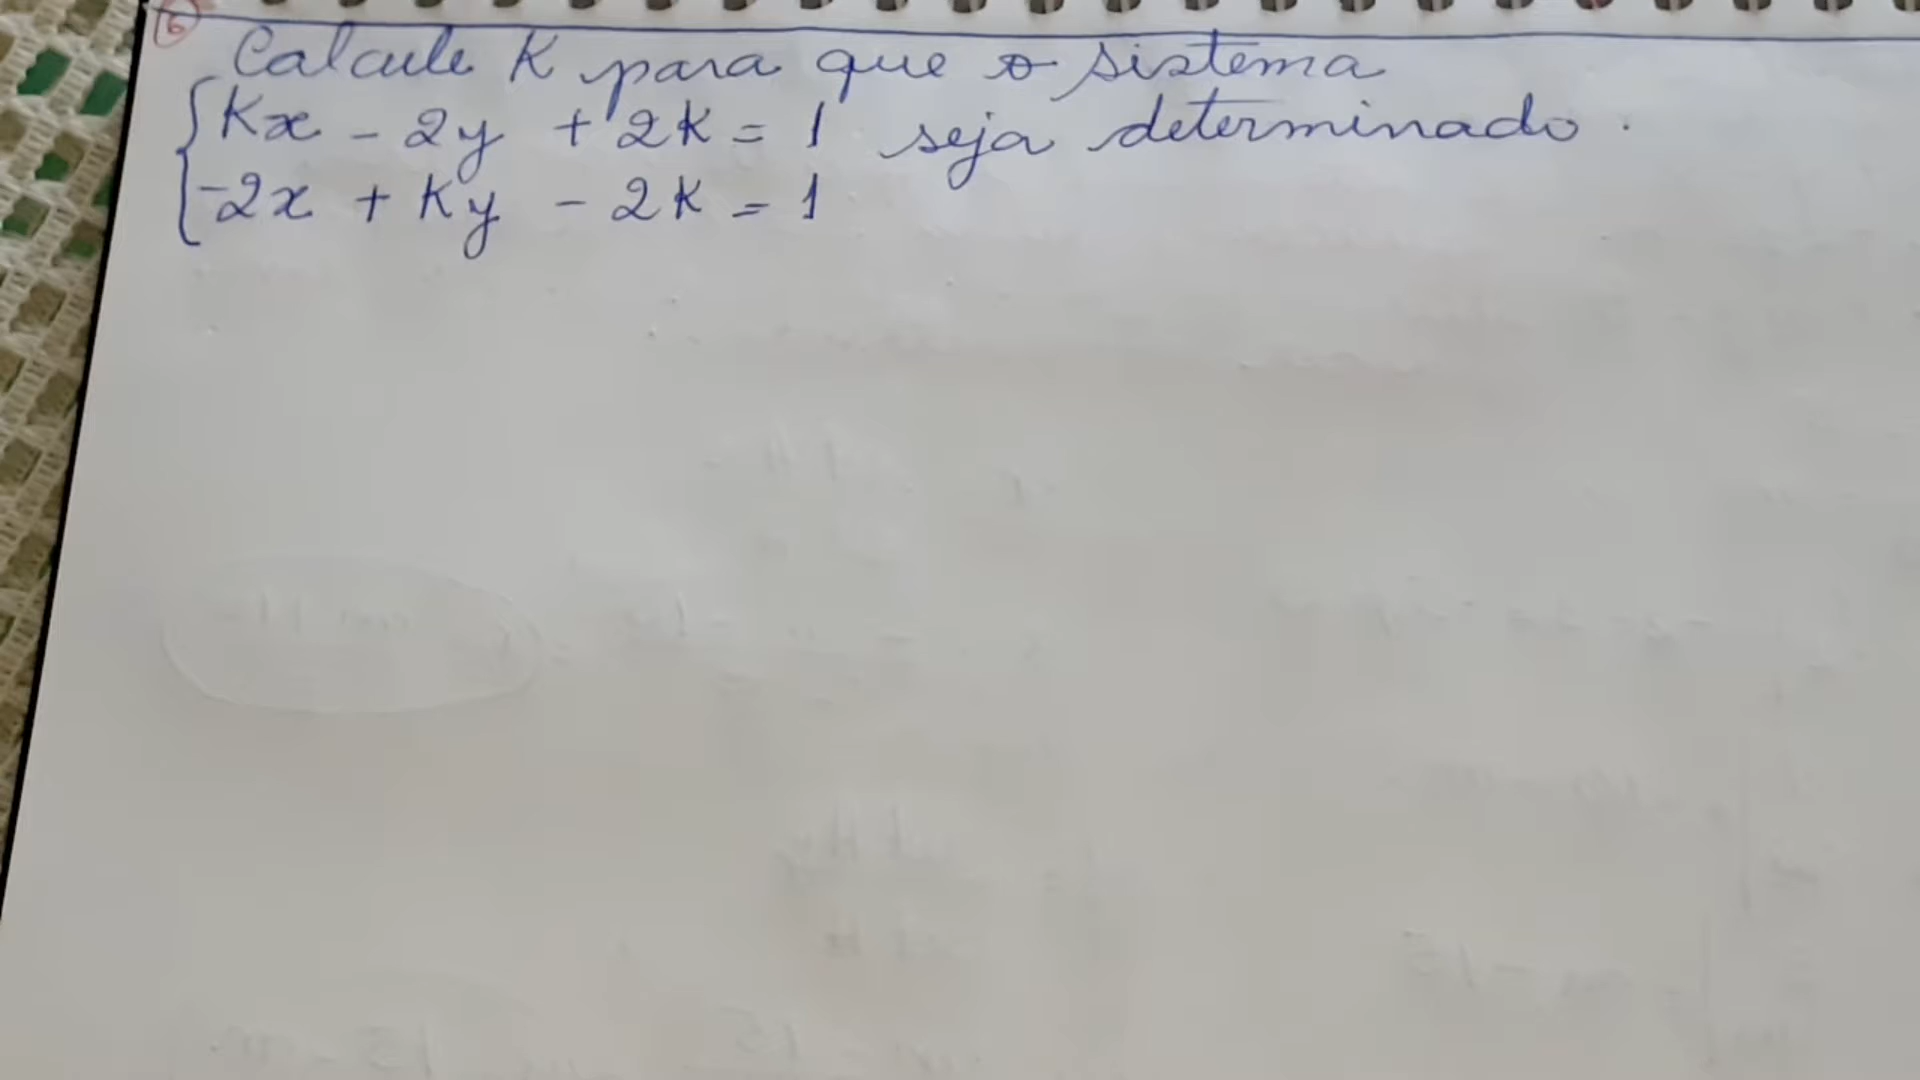 6
Calcule K para que o sistema
Kx - 2y + 2K = 1 seja determinado.
-2x + Ky - 2K = 1